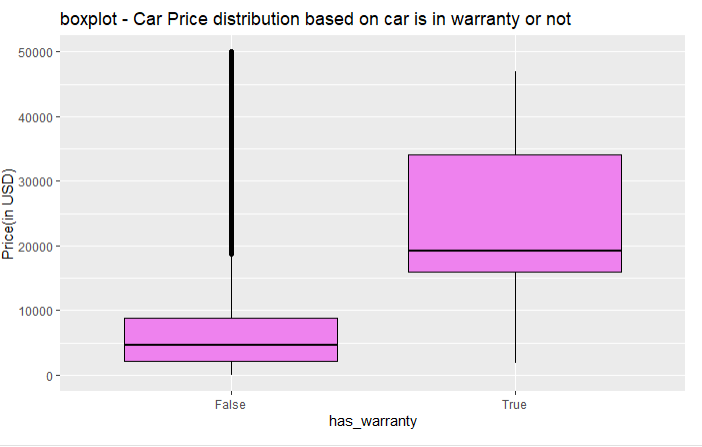 boxplot - Car Price distribution based on car is in warranty or not
Price(in USD)
50000
40000
30000
20000
10000
0
False
True
has_warranty